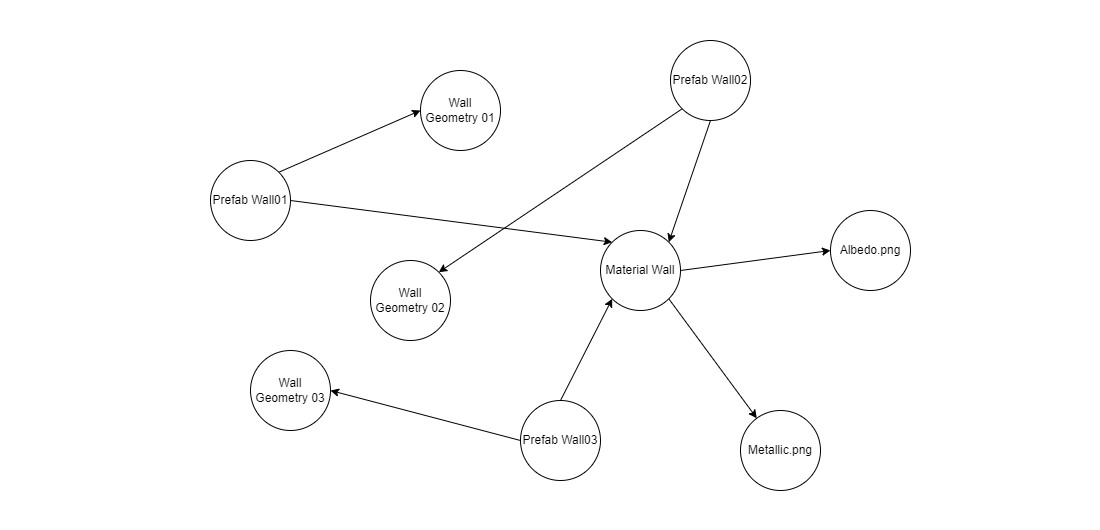 Prefab Wall02
Wall
Geometry 01
Prefab Wall01
Albedo.png
Material Wall
Wall
Geometry 02
Wall
Geometry 03
Prefab Wall03
Metallic.png